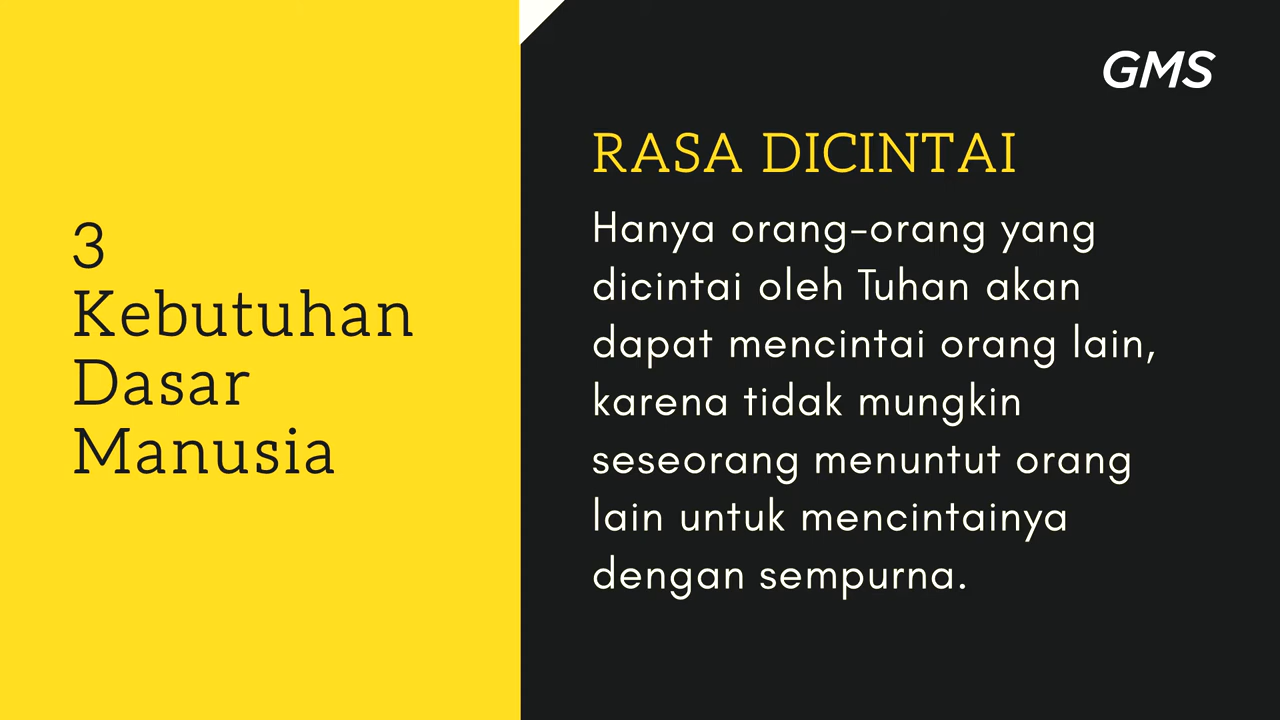 3
Kebutuhan
Dasar
Manusia
GMS
RASA DICINTAI
Hanya orang-orang yang
dicintai oleh Tuhan akan
dapat mencintai orang lain,
karena tidak mungkin
seseorang menuntut orang
lain untuk mencintainya
dengan sempurna.